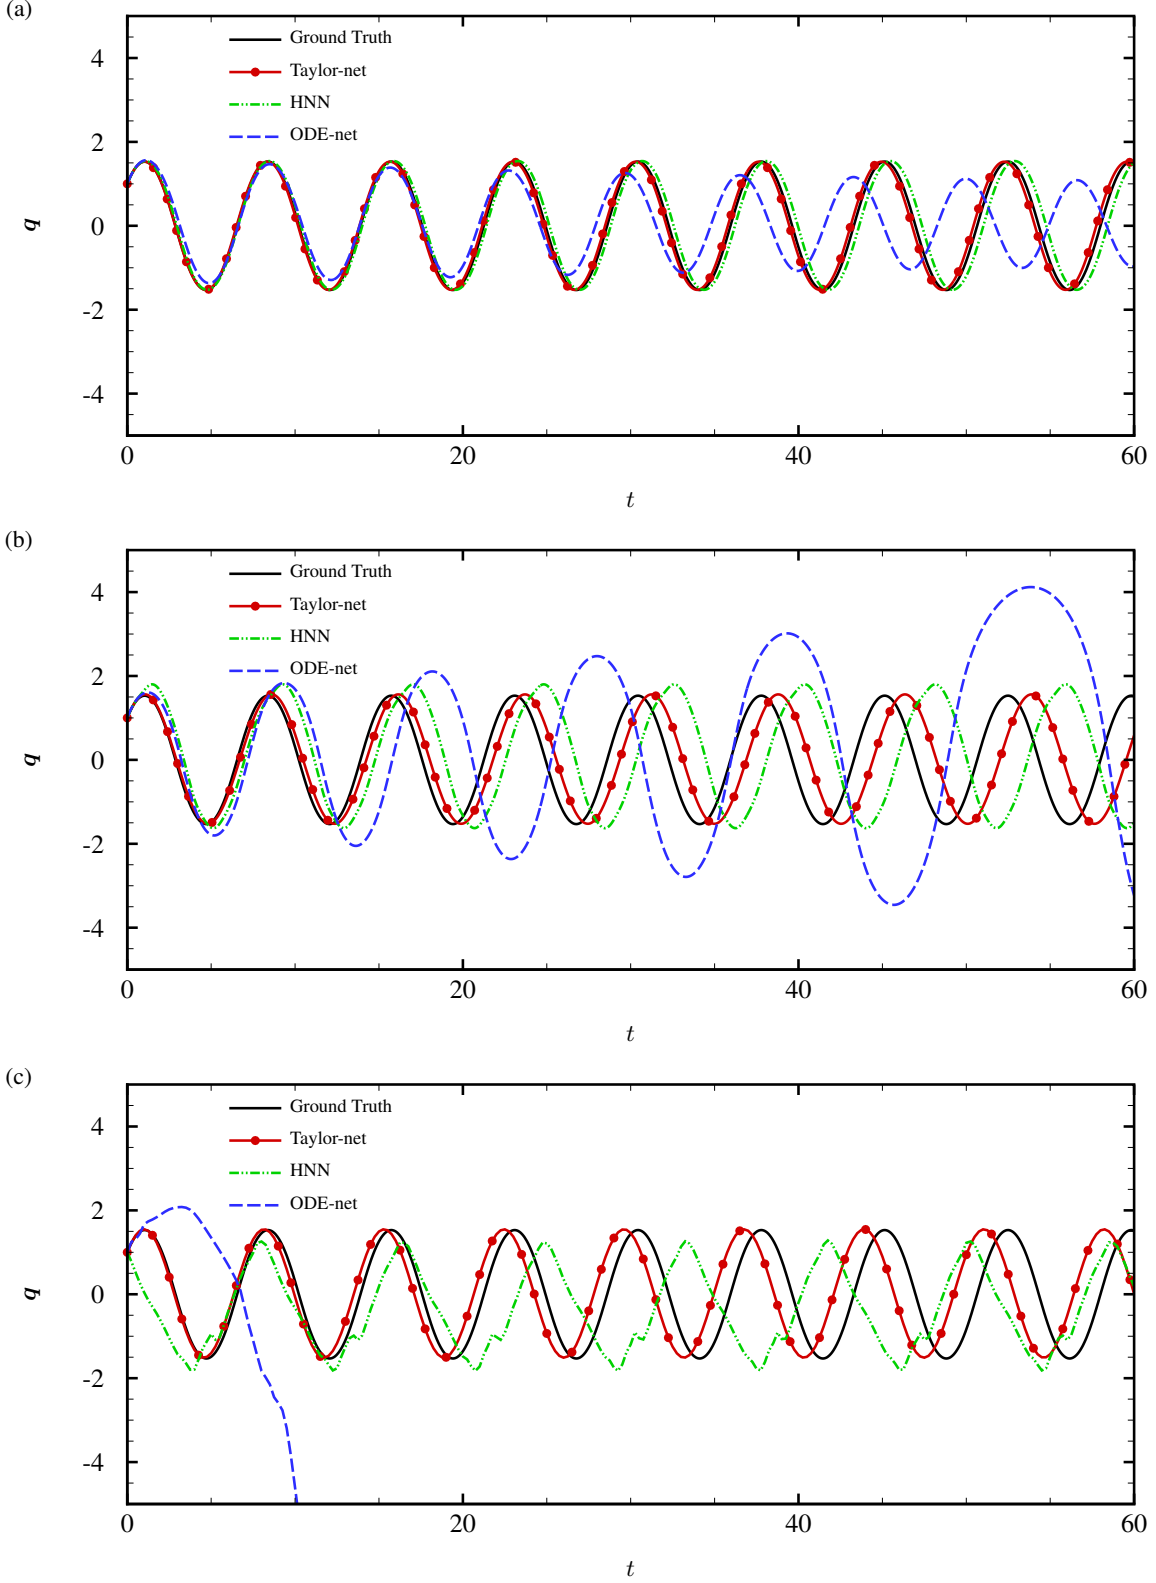 (a)
Ground Truth
Taylor-net
HNN
ODE-net
4
2
0
-2
-4
q
0 20 40 60
t
(b)
Ground Truth
Taylor-net
HNN
ODE-net
4
2
0
-2
-4
q
0 20 40 60
t
(c)
Ground Truth
Taylor-net
HNN
ODE-net
4
2
0
-2
-4
q
0 20 40 60
t